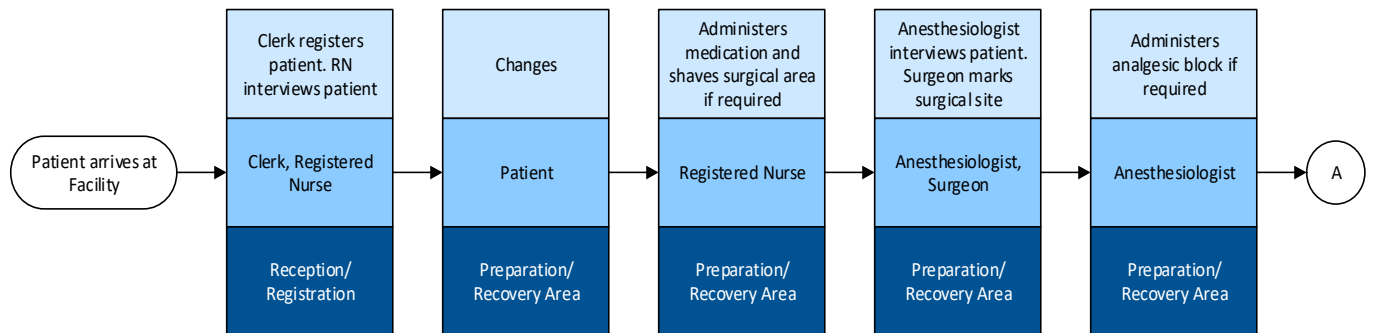 Patient arrives at
Facility
Clerk registers
patient. RN
interviews patient
Clerk, Registered
Nurse
Reception/
Registration
Changes
Patient
Preparation/
Recovery Area
Administers
medication and
shaves surgical area
if required
Registered Nurse
Preparation/
Recovery Area
Anesthesiologist
interviews patient.
Surgeon marks
surgical site
Anesthesiologist,
Surgeon
Preparation/
Recovery Area
Administers
analgesic block if
required
Anesthesiologist
Preparation/
Recovery Area
A